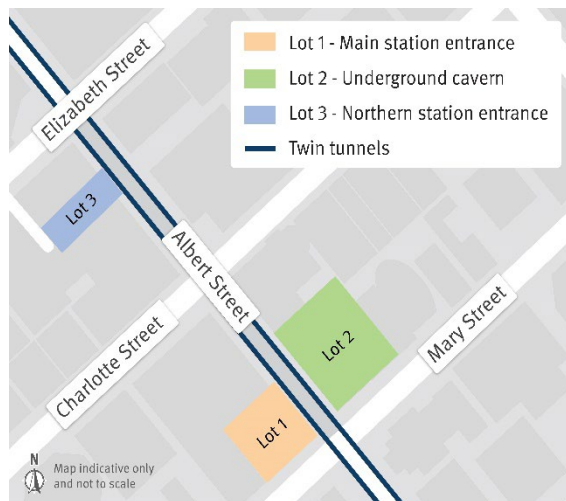 Elizabeth Street
Lot 1 - Main station entrance
Lot 2 - Underground cavern
Lot 3 - Northern station entrance
Twin tunnels
Lot 3
Albert Street
Charlotte Street
Lot 2
Mary Street
Lot 1
N
Map indicative only
and not to scale